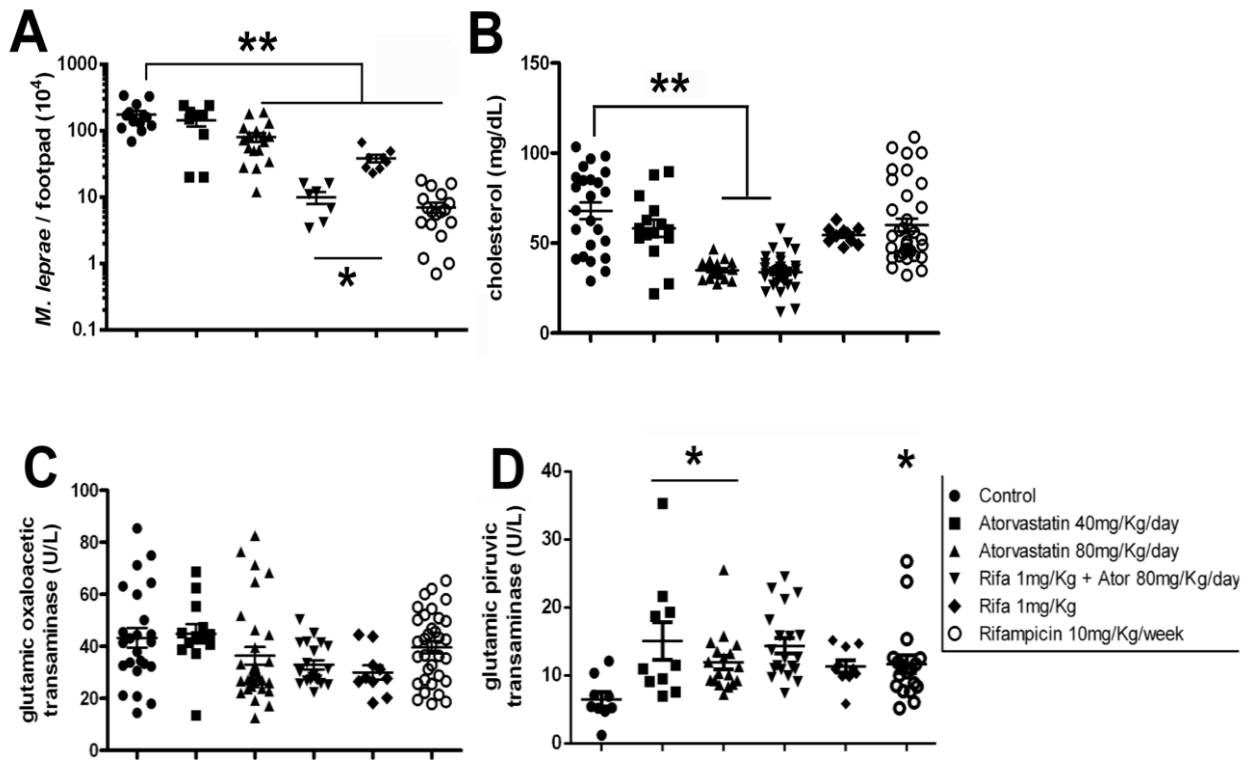 A
**
1000
100
10
1
0.1
M. leprae / footpad (10⁴)
*
B
**
150
100
50
0
cholesterol (mg/dL)
C
100
80
60
40
20
0
glutamic oxaloacetic
transaminase (U/L)
D
*
*
40
30
20
10
0
glutamic piruvic
transaminase (U/L)
Control
Atorvastatin 40mg/Kg/day
Atorvastatin 80mg/Kg/day
Rifa 1mg/Kg + Ator 80mg/Kg/day
Rifa 1mg/Kg
Rifampicin 10mg/Kg/week